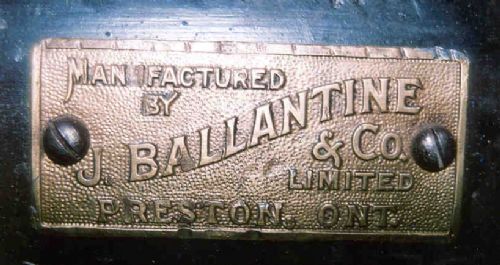 MANUFACTURED
BY
J. BALLANTINE
& CO.
LIMITED
PRESTON. ONT.